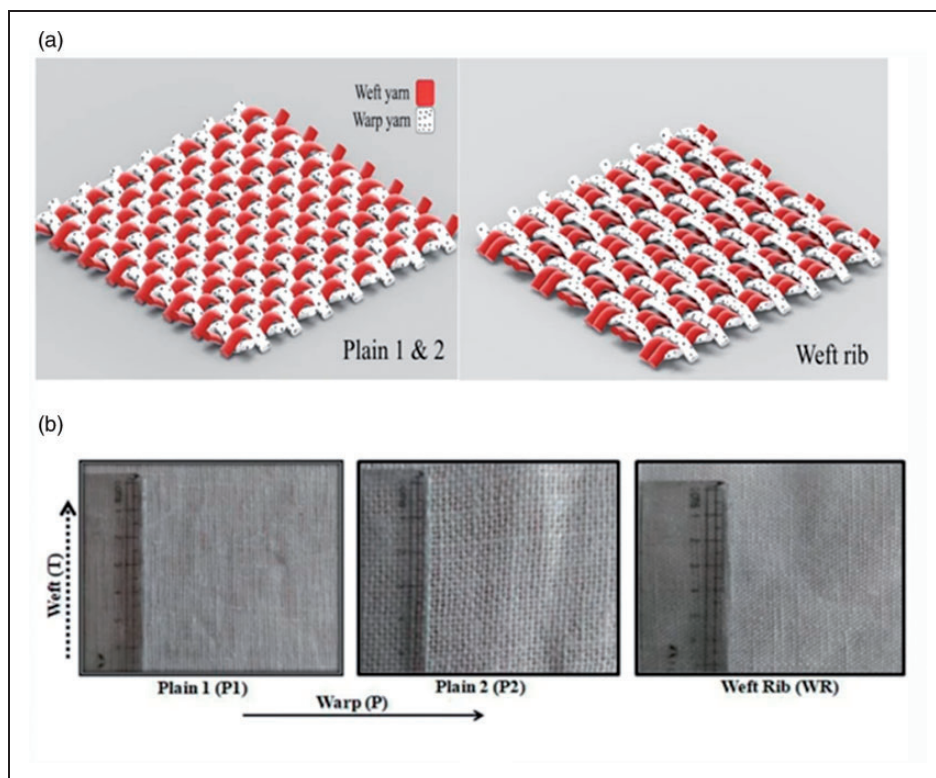 (a)
Weft yarn
Warp yarn
Plain 1 & 2
Weft rib
(b)
Weft (T)
Plain 1 (P1)
Plain 2 (P2)
Weft Rib (WR)
Warp (P)